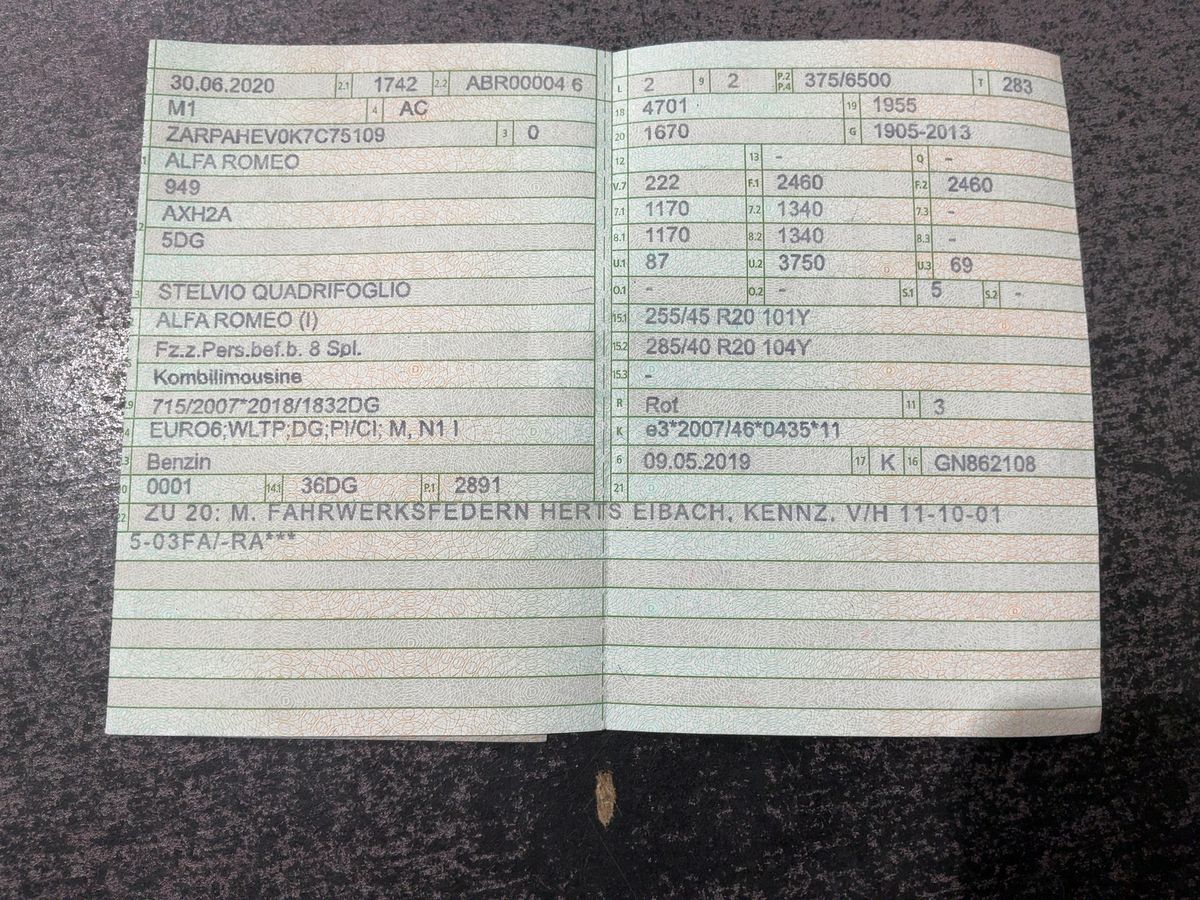 30.06.2020 2.1 1742 2.2 ABR00004 6
M1 4 AC
ZARPAHEV0K7C75109 3 0
ALFA ROMEO
949
AXH2A
5DG
STELVIO QUADRIFOGLIO
ALFA ROMEO (I)
Fz.z.Pers.bef.b. 8 Spl.
Kombilimousine
715/2007*2018/1832DG
EURO6;WLTP;DG;PI/CI; M, N1 I
Benzin
0001 14.1 36DG P.1 2891
L 2 9 2 P.2 P.4 375/6500 T 283
18 4701 19 1955
20 1670 G 1905-2013
12 - 13 - Q -
V.7 222 F.1 2460 F.2 2460
7.1 1170 7.2 1340 7.3 -
8.1 1170 8.2 1340 8.3 -
U.1 87 U.2 3750 U.3 69
O.1 - O.2 - S.1 5 S.2 -
15.1 255/45 R20 101Y
15.2 285/40 R20 104Y
15.3 -
R Rot 11 3
K e3*2007/46*0435*11
6 09.05.2019 17 K 16 GN862108
21
22 ZU 20: M. FAHRWERKSFEDERN HERTS EIBACH, KENNZ. V/H 11-10-01
5-03FA/-RA***